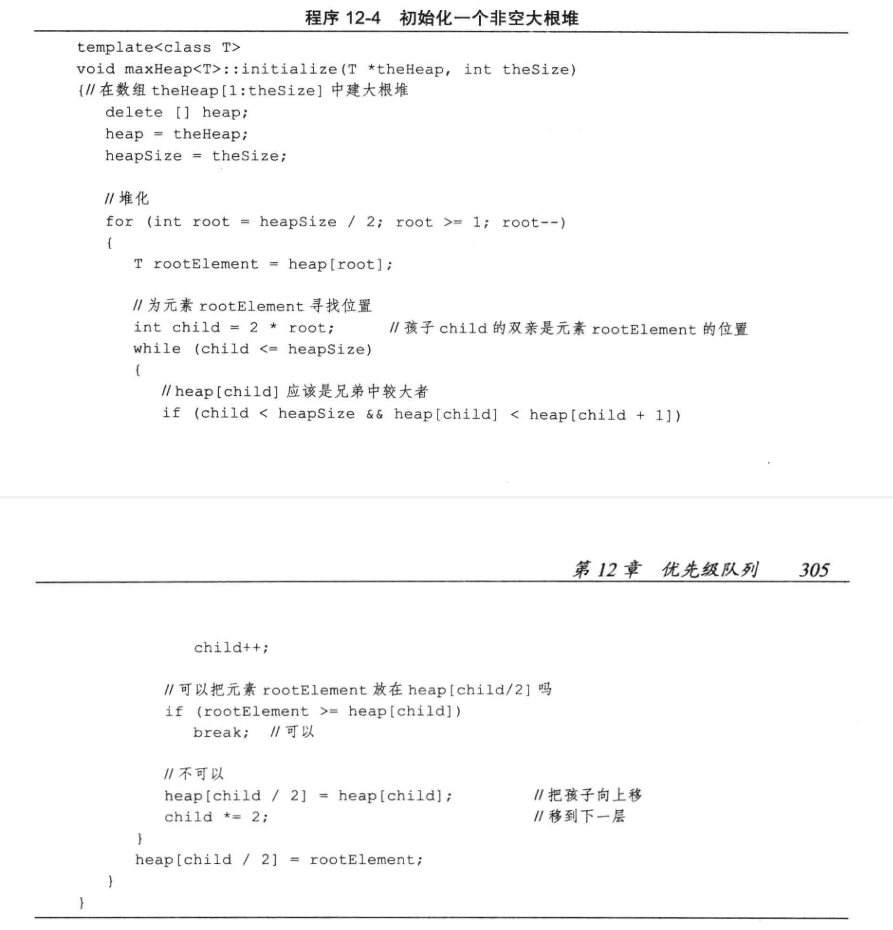 程序 12-4 初始化一个非空大根堆
template<class T>
void maxHeap<T>::initialize(T *theHeap, int theSize)
{// 在数组 theHeap[1:theSize] 中建大根堆
delete [] heap;
heap = theHeap;
heapSize = theSize;
// 堆化
for (int root = heapSize / 2; root >= 1; root--)
{
T rootElement = heap[root];
// 为元素 rootElement 寻找位置
int child = 2 * root; // 孩子 child 的双亲是元素 rootElement 的位置
while (child <= heapSize)
{
// heap[child] 应该是兄弟中较大者
if (child < heapSize && heap[child] < heap[child + 1])
第 12 章 优先级队列 305
child++;
// 可以把元素 rootElement 放在 heap[child/2] 吗
if (rootElement >= heap[child])
break; // 可以
// 不可以
heap[child / 2] = heap[child]; // 把孩子向上移
child *= 2; // 移到下一层
}
heap[child / 2] = rootElement;
}
}